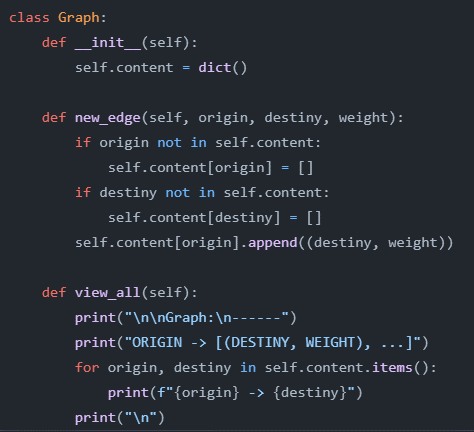 class Graph:
    def __init__(self):
        self.content = dict()

    def new_edge(self, origin, destiny, weight):
        if origin not in self.content:
            self.content[origin] = []
        if destiny not in self.content:
            self.content[destiny] = []
        self.content[origin].append((destiny, weight))

    def view_all(self):
        print("\n\nGraph:\n------")
        print("ORIGIN -> [(DESTINY, WEIGHT), ...]")
        for origin, destiny in self.content.items():
            print(f"{origin} -> {destiny}")
        print("\n")